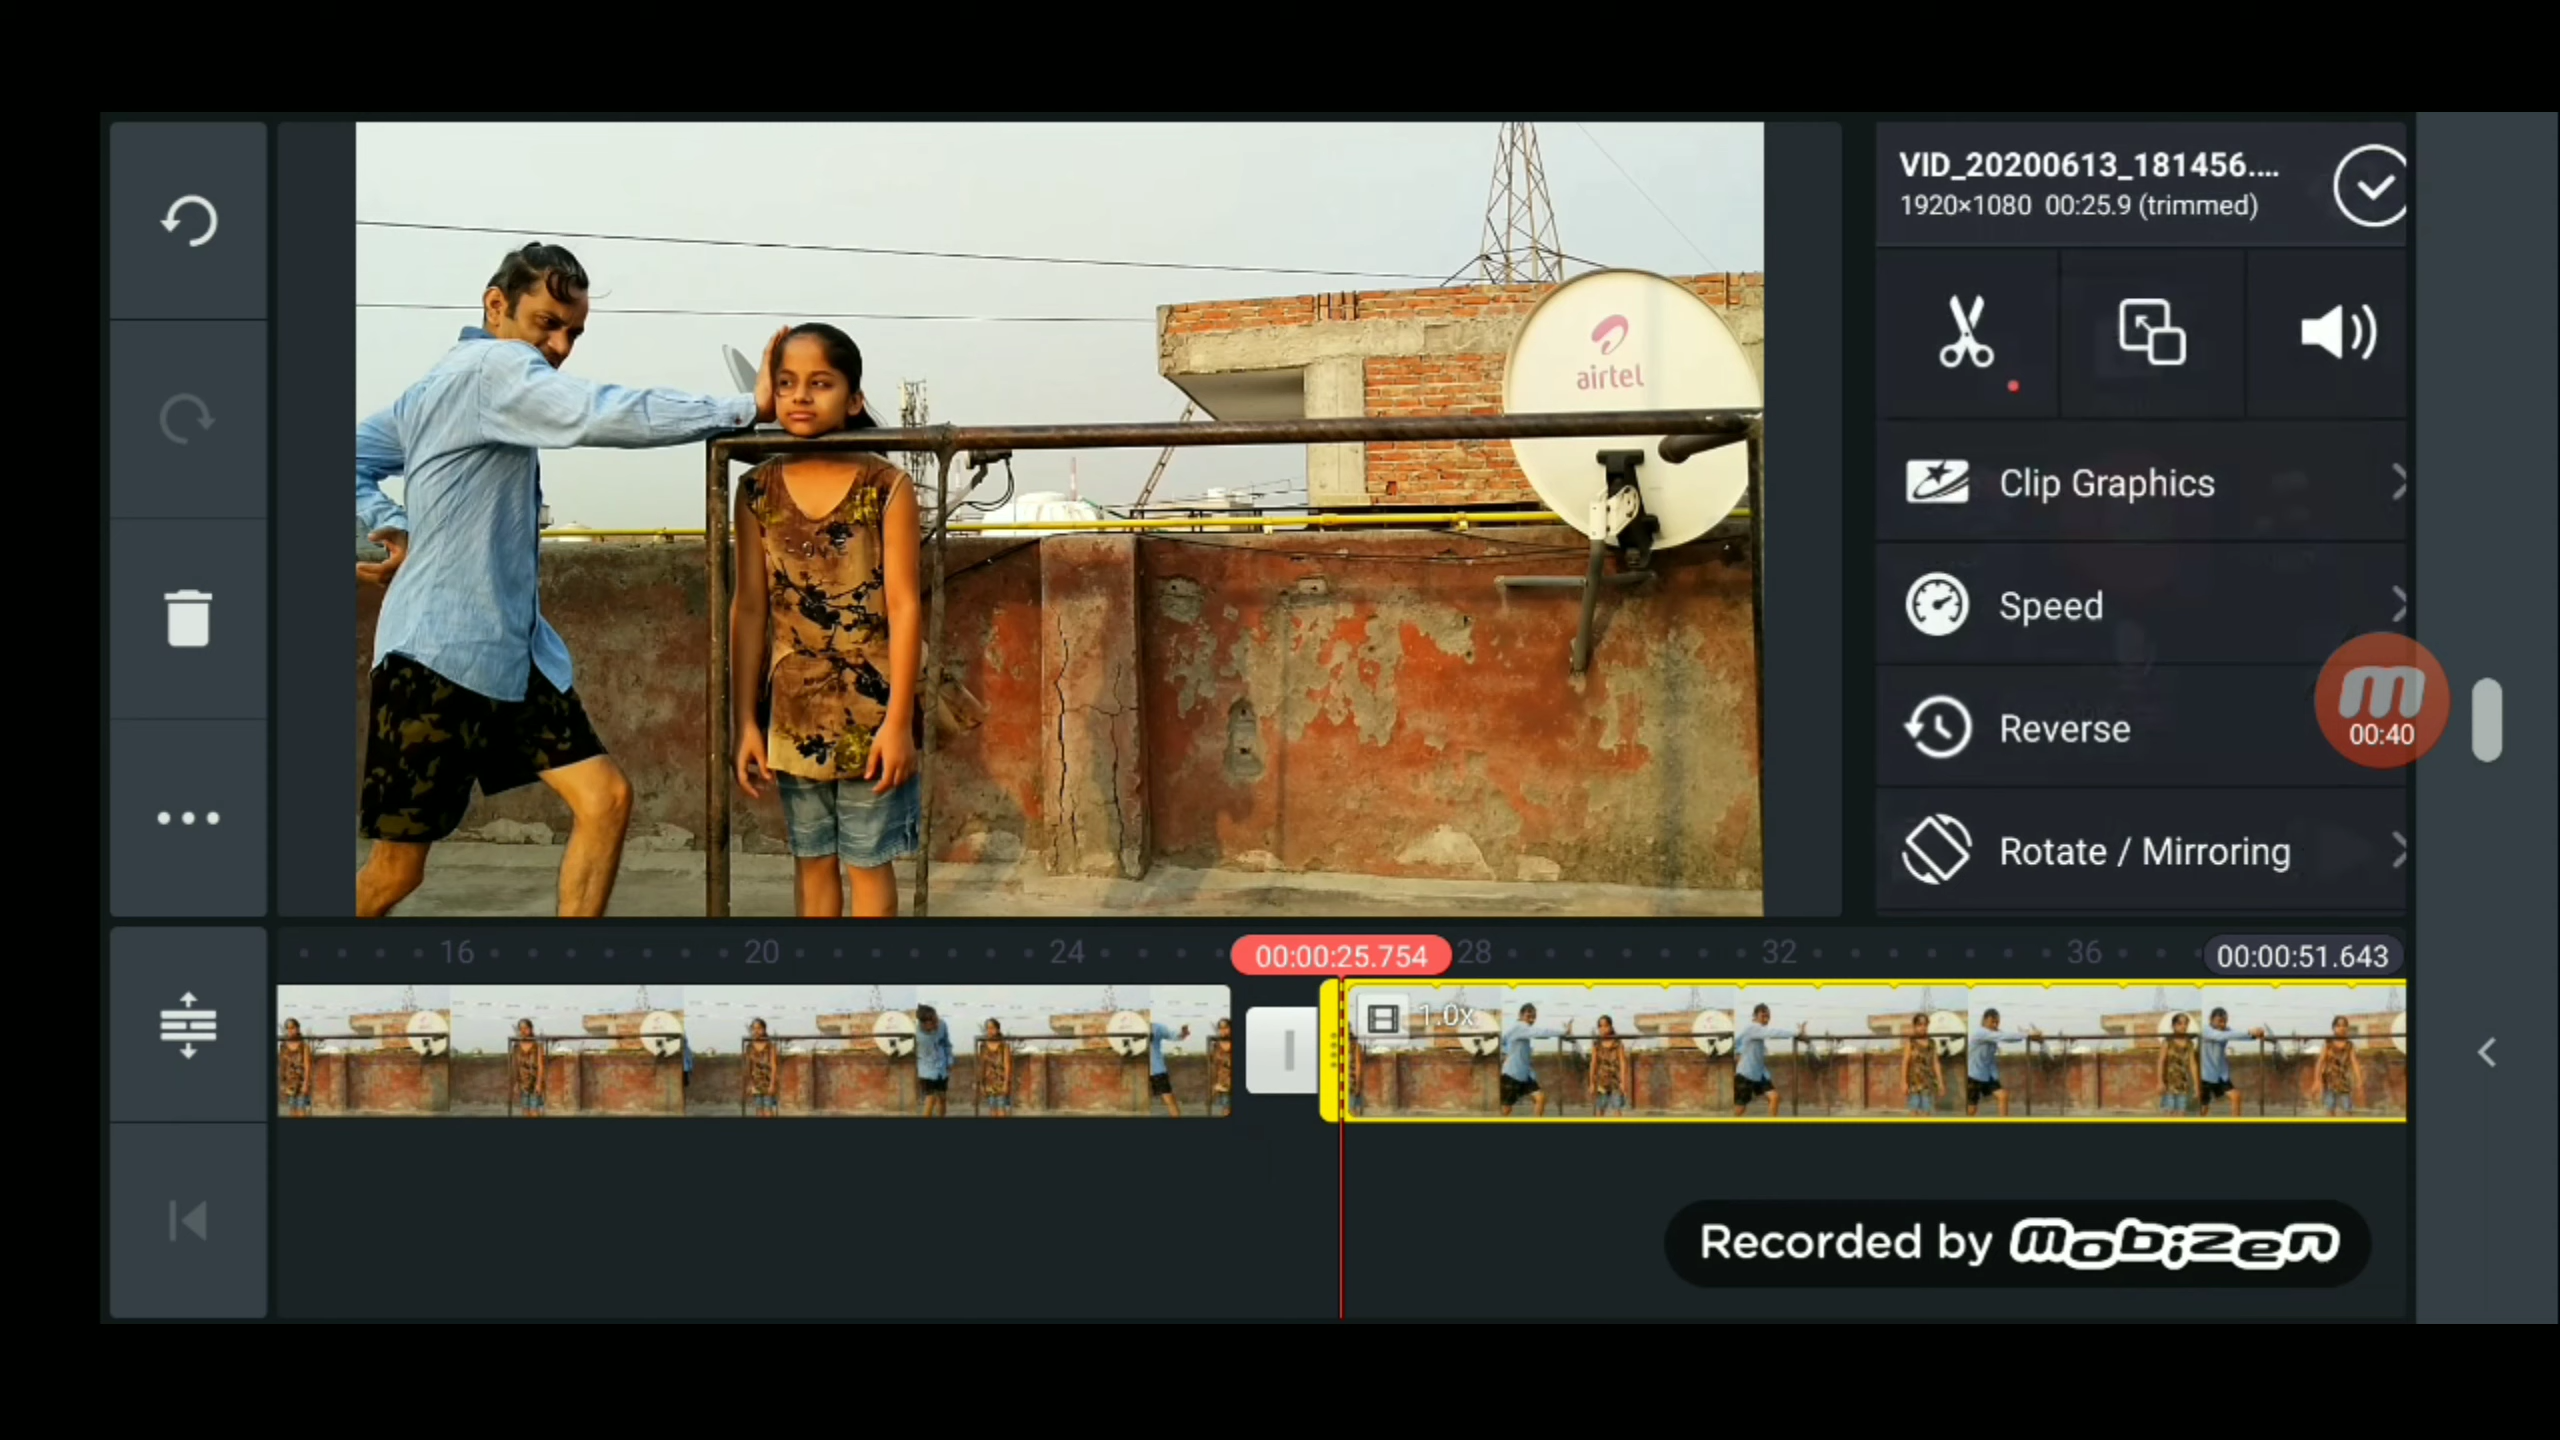 VID_20200613_181456....
1920×1080 00:25.9 (trimmed)
airtel
LOVE
Clip Graphics
Speed
Reverse
00:40
Rotate / Mirroring
16
20
24
00:00:25.754
28
32
36
00:00:51.643
1.0x
Recorded by mobizen